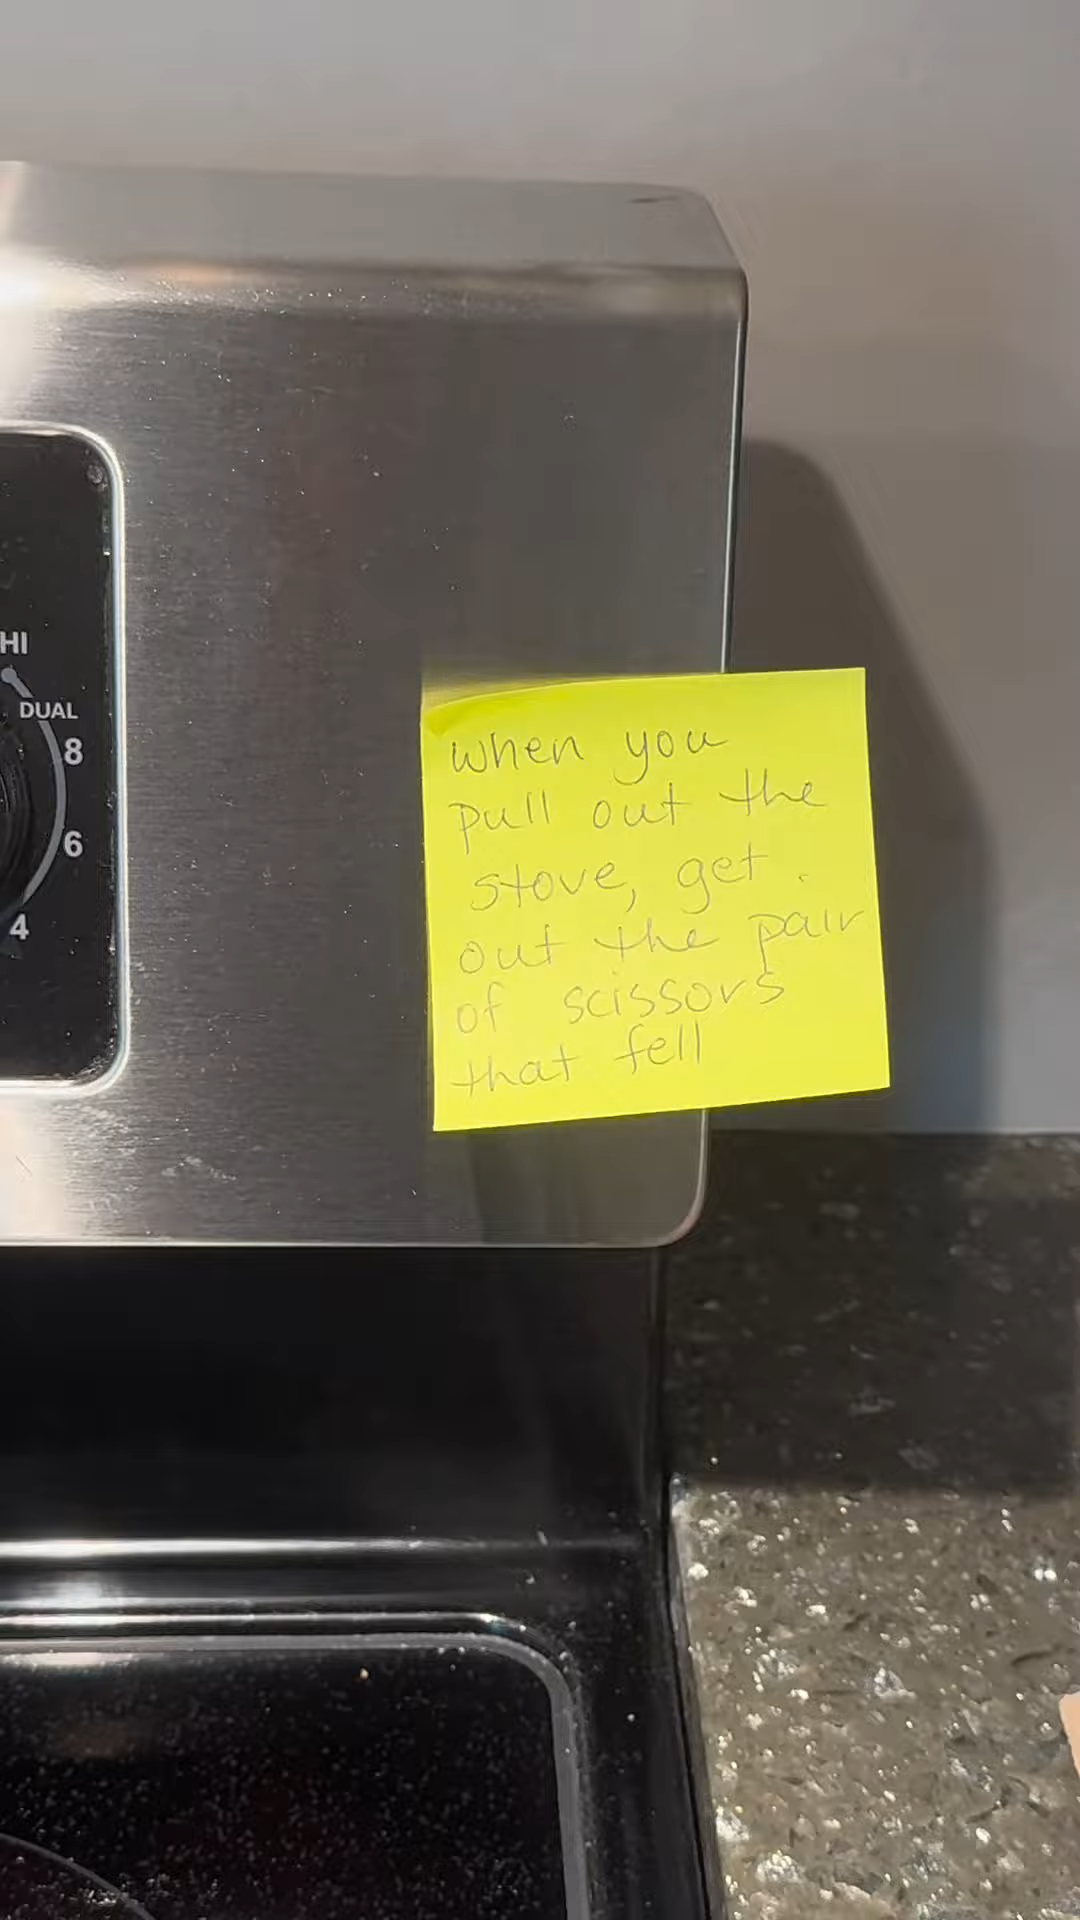 HI
DUAL
8
6
4
when you
pull out the
stove, get
out the pair
of scissors
that fell